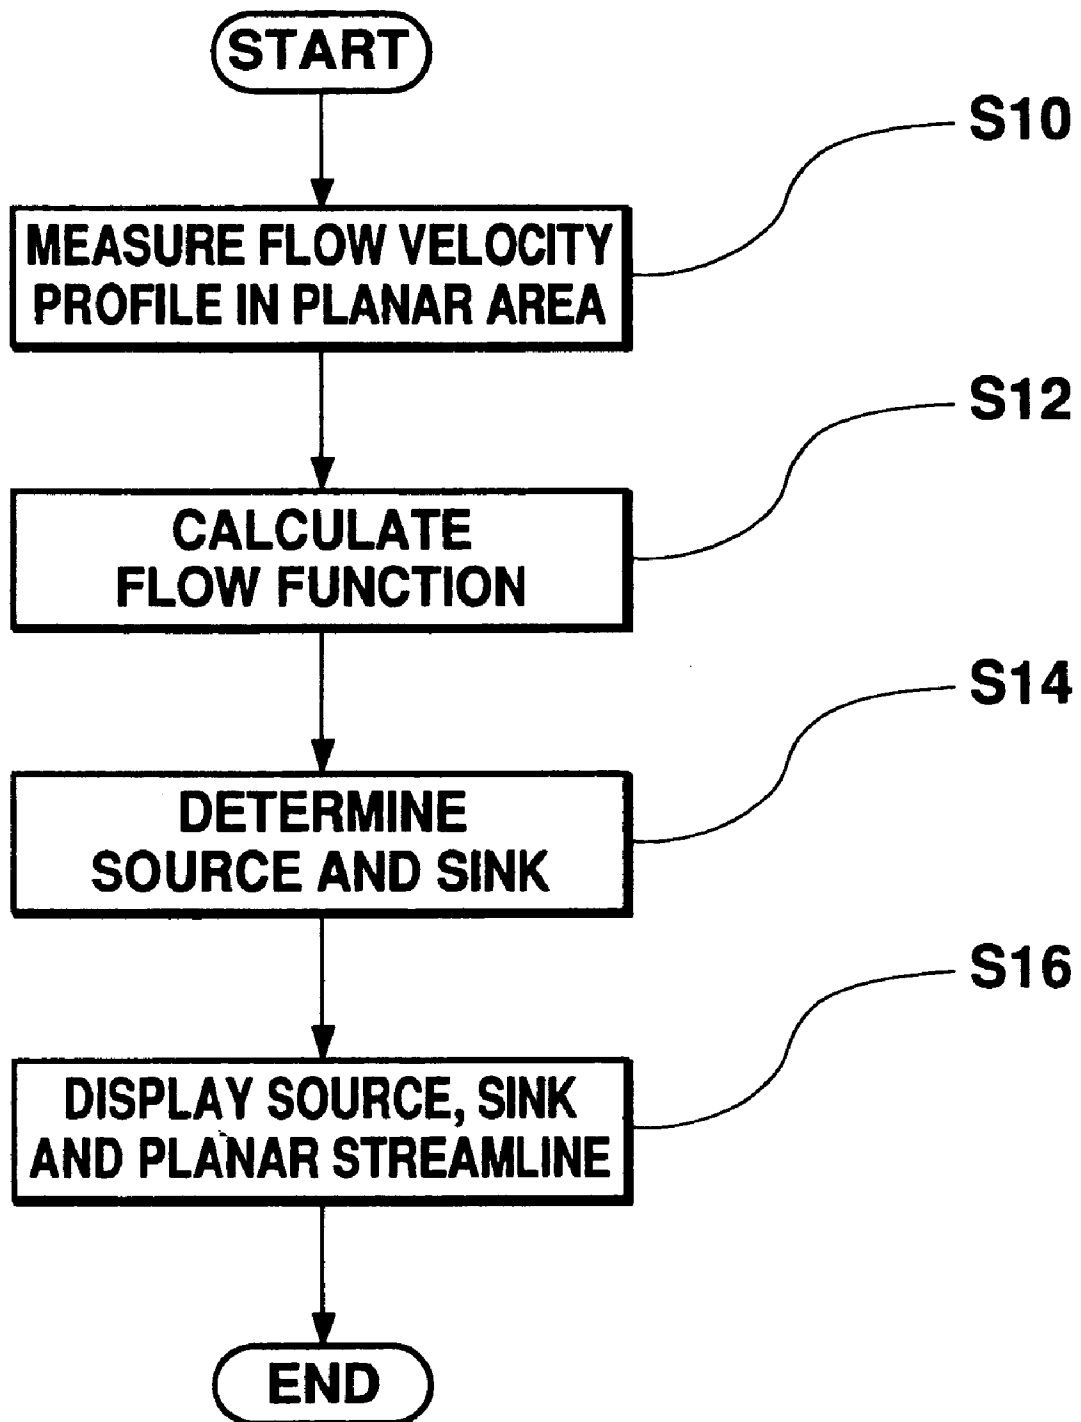 START
S10
MEASURE FLOW VELOCITY
PROFILE IN PLANAR AREA
S12
CALCULATE
FLOW FUNCTION
S14
DETERMINE
SOURCE AND SINK
S16
DISPLAY SOURCE, SINK
AND PLANAR STREAMLINE
END